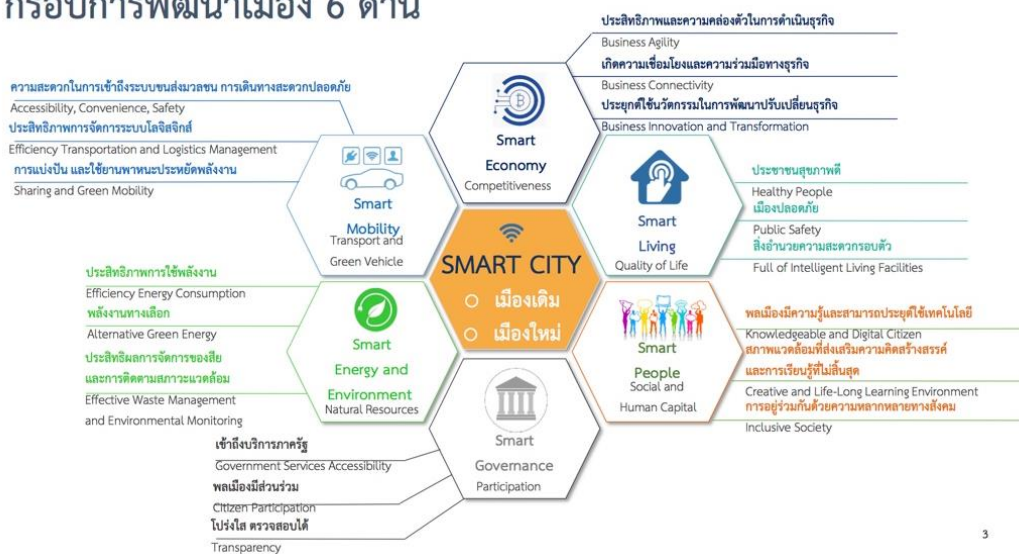 กรอบการพัฒนาเมือง 6 ด้าน
ประสิทธิภาพและความคล่องตัวในการดำเนินธุรกิจ
Business Agility
เกิดความเชื่อมโยงและความร่วมมือทางธุรกิจ
Business Connectivity
ประยุกต์ใช้นวัตกรรมในการพัฒนาปรับเปลี่ยนธุรกิจ
Business Innovation and Transformation
Smart
Economy
Competitiveness
ความสะดวกในการเข้าถึงระบบขนส่งมวลชน การเดินทางสะดวกปลอดภัย
Accessibility, Convenience, Safety
ประสิทธิภาพการจัดการระบบโลจิสจิกส์
Efficiency Transportation and Logistics Management
การแบ่งปัน และใช้ยานพาหนะประหยัดพลังงาน
Sharing and Green Mobility
Smart
Mobility
Transport and
Green Vehicle
Smart
Living
Quality of Life
ประชาชนสุขภาพดี
Healthy People
เมืองปลอดภัย
Public Safety
สิ่งอำนวยความสะดวกรอบตัว
Full of Intelligent Living Facilities
SMART CITY
เมืองเดิม
เมืองใหม่
ประสิทธิภาพการใช้พลังงาน
Efficiency Energy Consumption
พลังงานทางเลือก
Alternative Green Energy
ประสิทธิผลการจัดการของสีย
และการติดตามสภาวะแวดล้อม
Effective Waste Management
and Environmental Monitoring
Smart
Energy and
Environment
Natural Resources
Smart
People
Social and
Human Capital
พลเมืองมีความรู้และสามารถประยุต์ใช้เทคโนโลยี
Knowledgeable and Digital Citizen
สภาพแวดล้อมที่ส่งเสริมความคิดสร้างสรรค์
และการเรียนรู้ที่ไม่สิ้นสุด
Creative and Life-Long Learning Environment
การอยู่ร่วมกันด้วยความหลากหลายทางสังคม
Inclusive Society
Smart
Governance
Participation
เข้าถึงบริการภาครัฐ
Government Services Accessibility
พลเมืองมีส่วนร่วม
Citizen Participation
โปร่งใส ตรวจสอบได้
Transparency
3